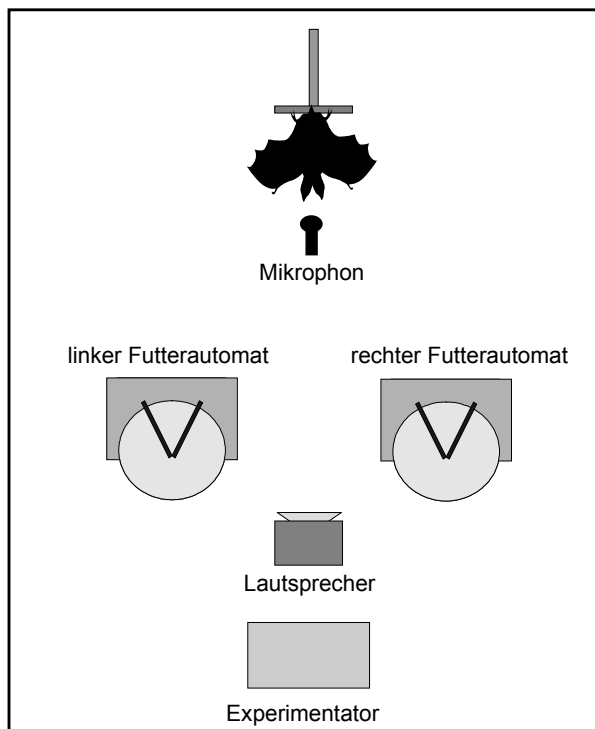 Mikrophon
linker Futterautomat
rechter Futterautomat
Lautsprecher
Experimentator